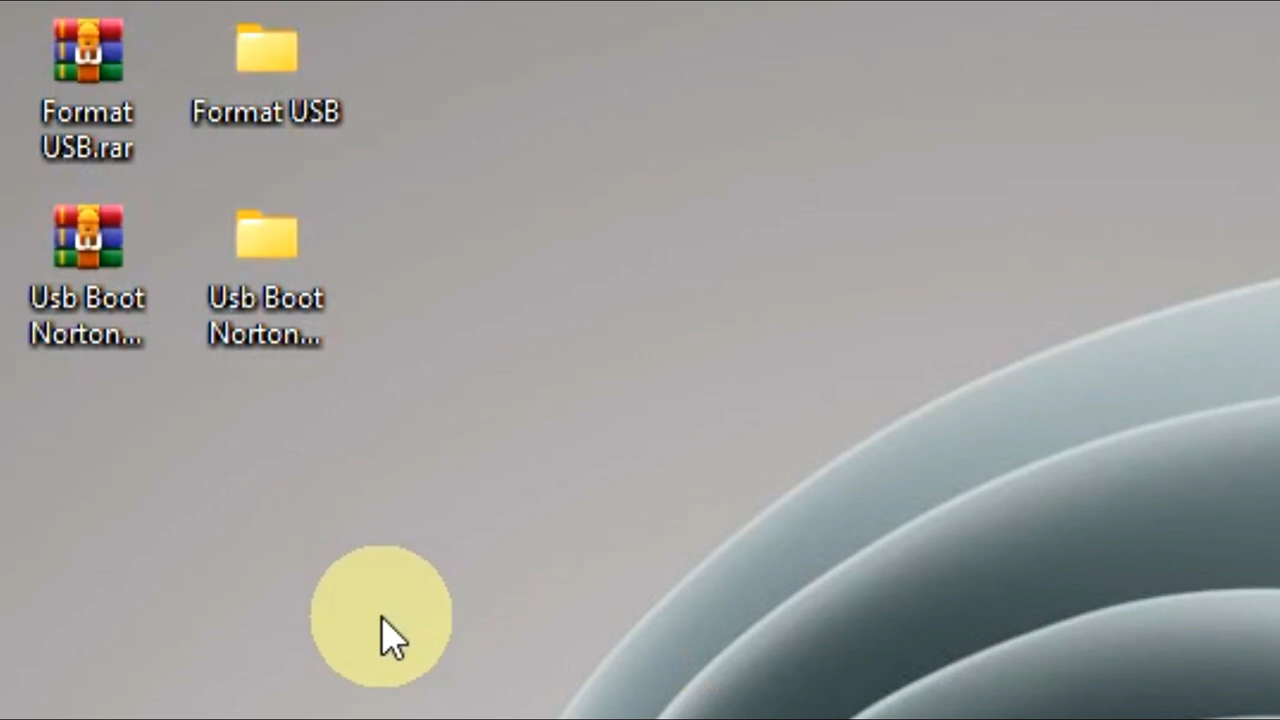 Format
USB.rar
Format USB
Usb Boot
Norton...
Usb Boot
Norton...